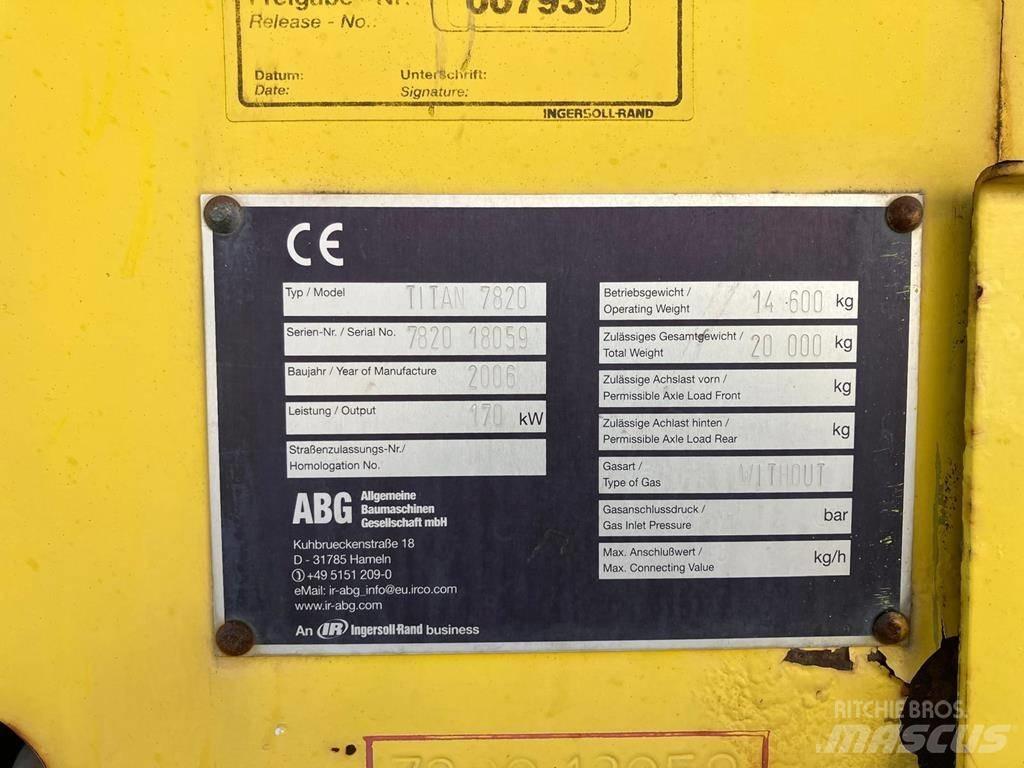 Freigabe - Nr.
Release - No.:
007939
Datum:
Date:
Unterschrift:
Signature:
INGERSOLL-RAND
CE
Typ / Model TITAN 7820
Serien-Nr. / Serial No. 7820 18059
Baujahr / Year of Manufacture 2006
Leistung / Output 170 kW
Straßenzulassungs-Nr./
Homologation No.
ABG Allgemeine
Baumaschinen
Gesellschaft mbH
Kuhbrueckenstraße 18
D - 31785 Hameln
+49 5151 209-0
eMail: ir-abg_info@eu.irco.com
www.ir-abg.com
An IR Ingersoll-Rand business
Betriebsgewicht /
Operating Weight 14 600 kg
Zulässiges Gesamtgewicht /
Total Weight 20 000 kg
Zulässige Achslast vorn /
Permissible Axle Load Front kg
Zulässige Achlast hinten /
Permissible Axle Load Rear kg
Gasart /
Type of Gas WITHOUT
Gasanschlussdruck /
Gas Inlet Pressure bar
Max. Anschlußwert /
Max. Connecting Value kg/h
RITCHIE BROS.
MASCUS